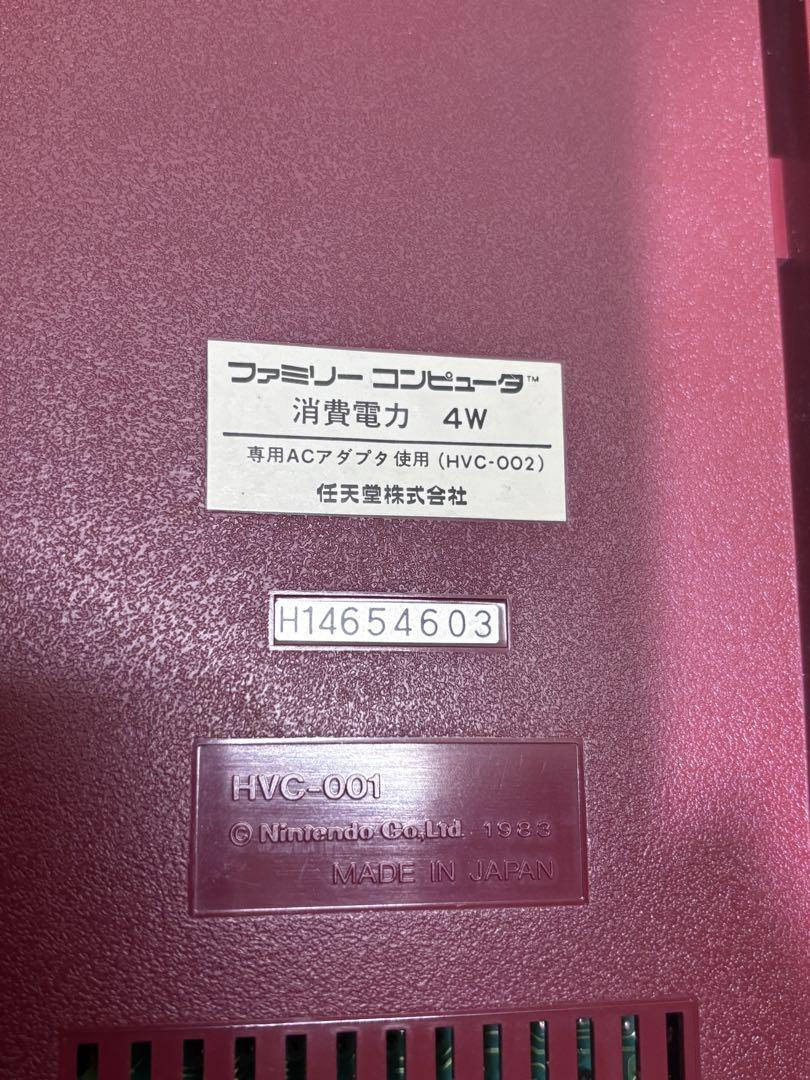 ファミリー コンピュータ™
消費電力 4W
専用ACアダプタ使用 (HVC-002)
任天堂株式会社
H14654603
HVC-001
© Nintendo Co.,Ltd. 1983
MADE IN JAPAN